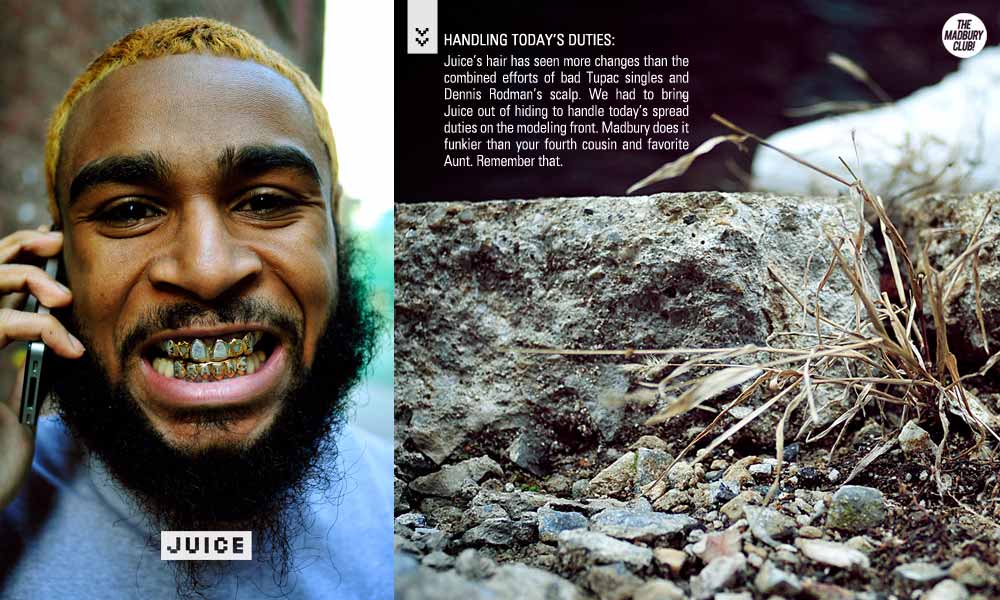 HANDLING TODAY'S DUTIES:
Juice's hair has seen more changes than the
combined efforts of bad Tupac singles and
Dennis Rodman's scalp. We had to bring
Juice out of hiding to handle today's spread
duties on the modeling front. Madbury does it
funkier than your fourth cousin and favorite
Aunt. Remember that.
THE
MADBURY
CLUB!
JUICE